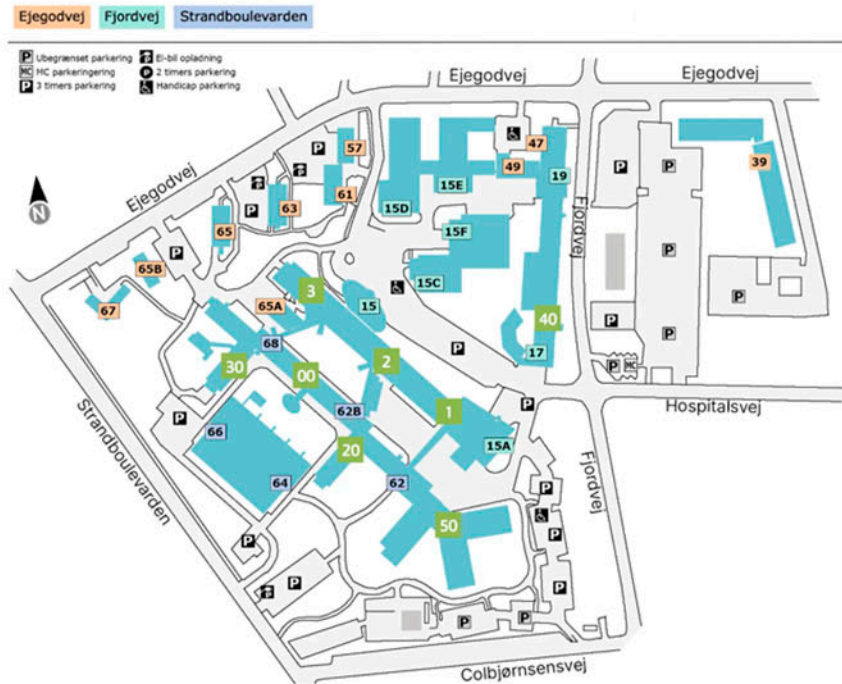 Ejegodvej Fjordvej Strandboulevarden
P Ubegrænset parkering El-bil opladning
MC MC parkeringering P 2 timers parkering
P 3 timers parkering Handicap parkering
Ejegodvej
Ejegodvej
Ejegodvej
Fjordvej
Fjordvej
Hospitalsvej
Strandboulevarden
Colbjørnsensvej
N
57
47
49
39
19
15E
15D
61
63
65
15F
65B
15C
3
15
65A
67
40
68
17
2
30
00
62B
1
66
20
15A
64
62
50
P
P
P
P
P
P
P
P
P
P
P
MC
P
P
P
P
P
P
P
P
P
P